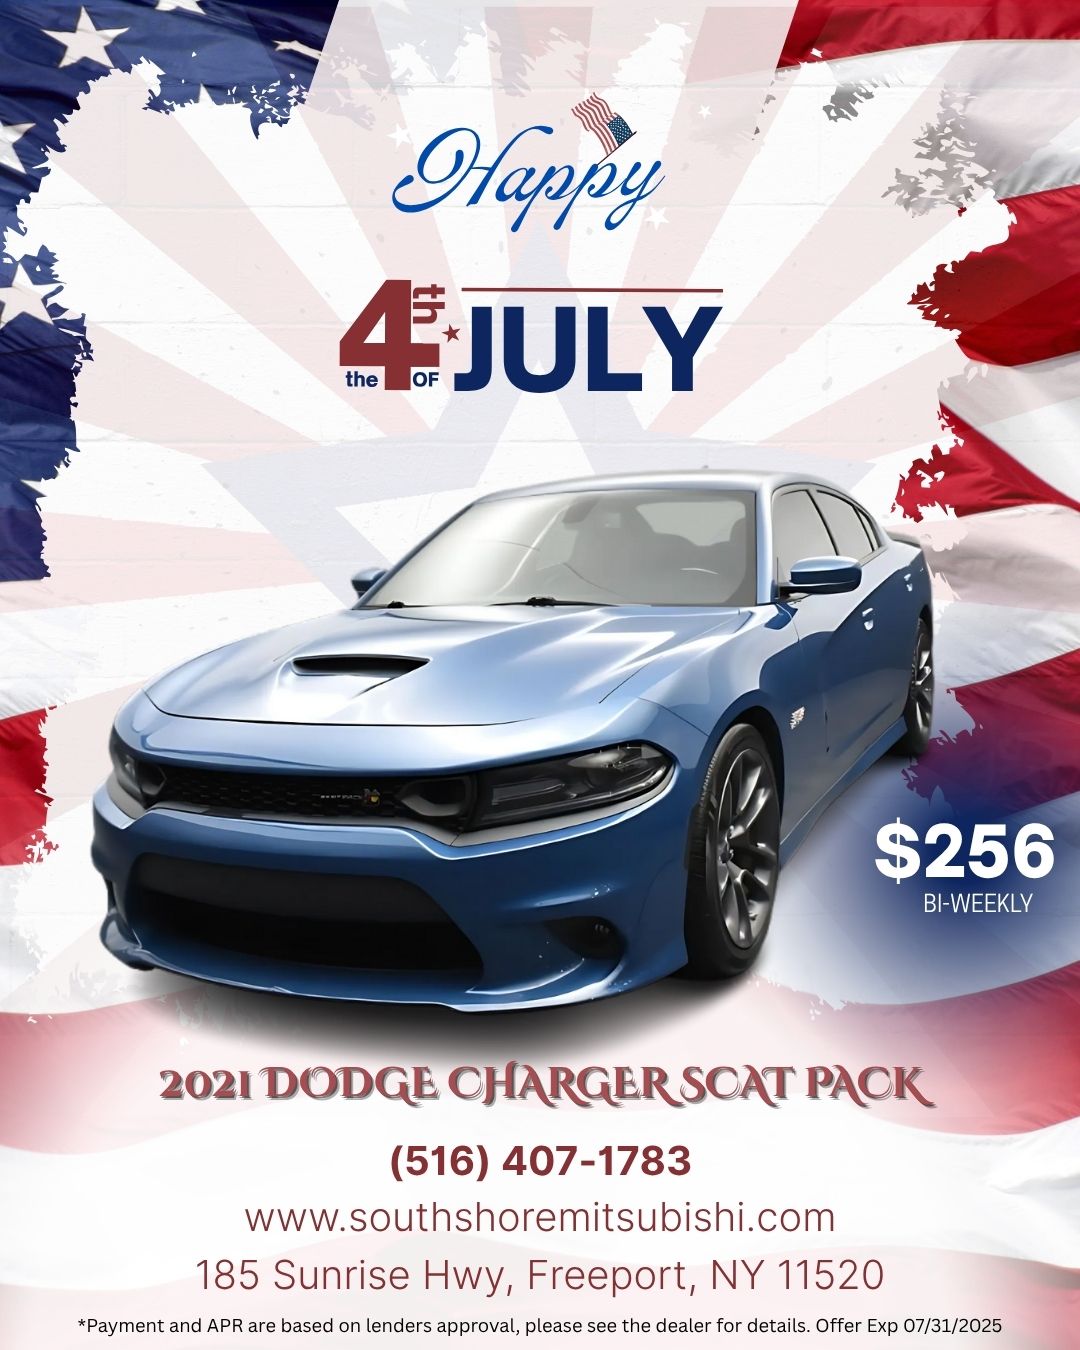 Happy
4th
the OF JULY
$256
BI-WEEKLY
2021 DODGE CHARGER SCAT PACK
(516) 407-1783
www.southshoremitsubishi.com
185 Sunrise Hwy, Freeport, NY 11520
*Payment and APR are based on lenders approval, please see the dealer for details. Offer Exp 07/31/2025